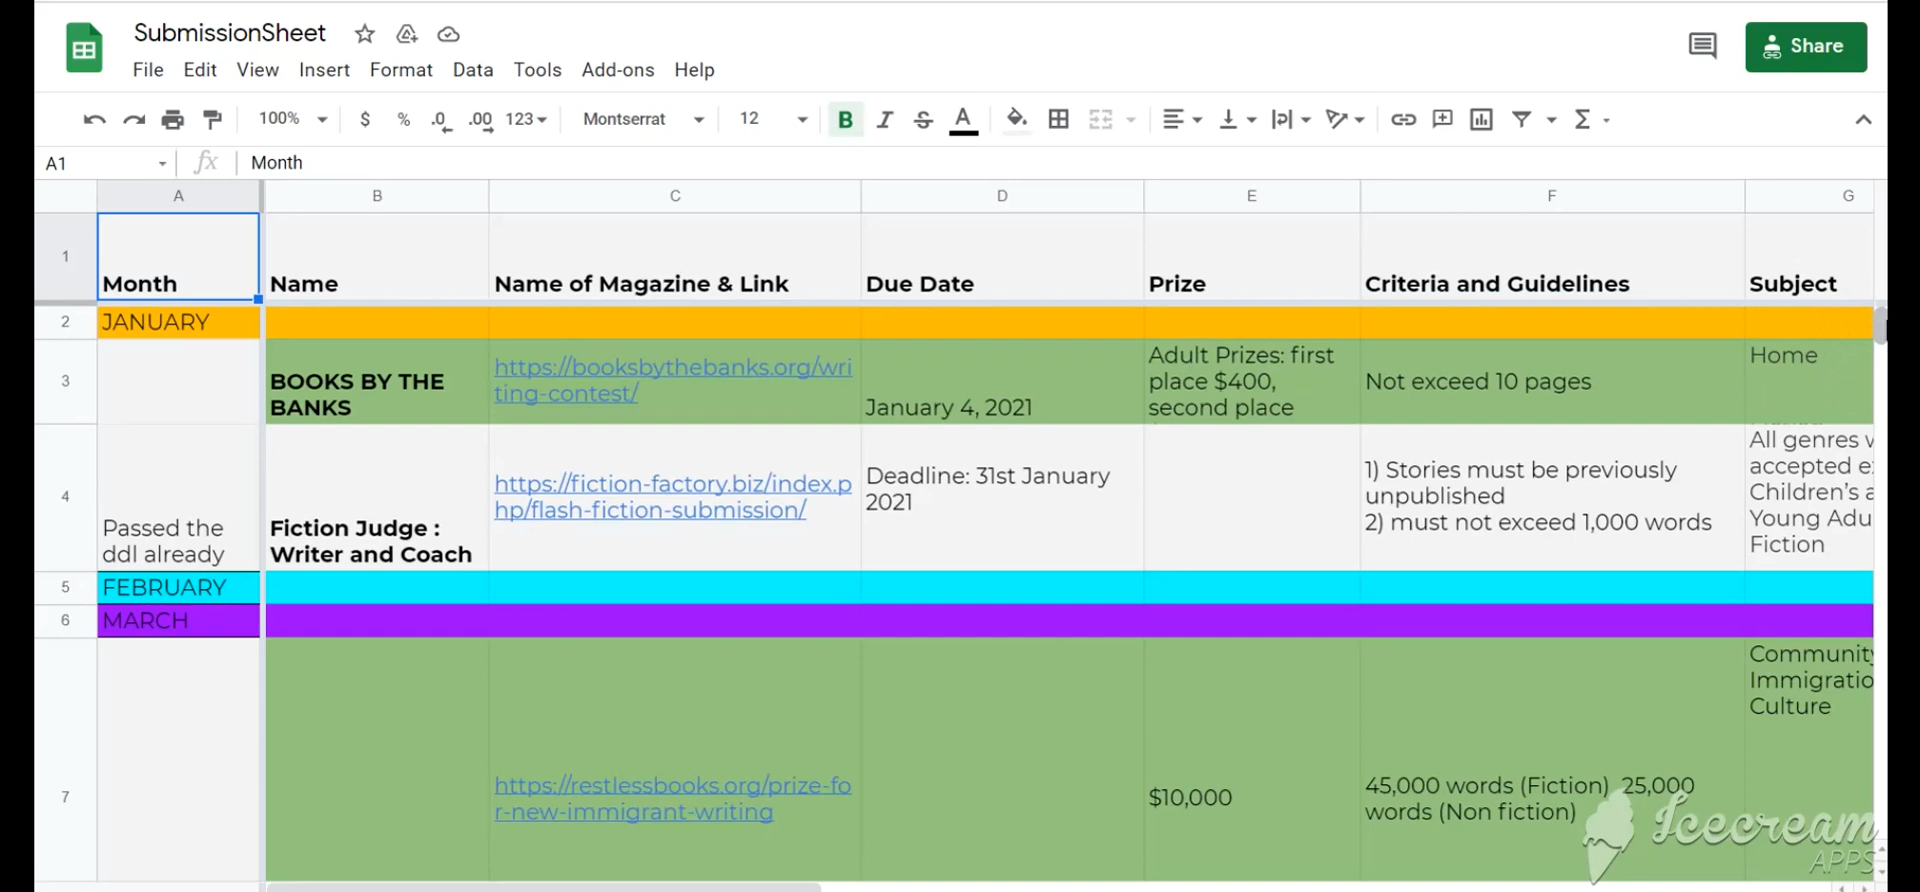 SubmissionSheet
Share
File Edit View Insert Format Data Tools Add-ons Help
100% $ % .0 .00 123 Montserrat 12 B I S A Σ
A1 fx Month
A B C D E F G
1 Month Name Name of Magazine & Link Due Date Prize Criteria and Guidelines Subject
2 JANUARY
3
BOOKS BY THE
BANKS
https://booksbythebanks.org/wri
ting-contest/
January 4, 2021
Adult Prizes: first
place $400,
second place
Not exceed 10 pages
Home
4
Passed the
ddl already
Fiction Judge :
Writer and Coach
https://fiction-factory.biz/index.p
hp/flash-fiction-submission/
Deadline: 31st January
2021
1) Stories must be previously
unpublished
2) must not exceed 1,000 words
All genres
accepted
Children's
Young Adu
Fiction
5 FEBRUARY
6 MARCH
7
https://restlessbooks.org/prize-fo
r-new-immigrant-writing
$10,000
45,000 words (Fiction) 25,000
words (Non fiction)
Community
Immigratio
Culture
Icecream
APPS